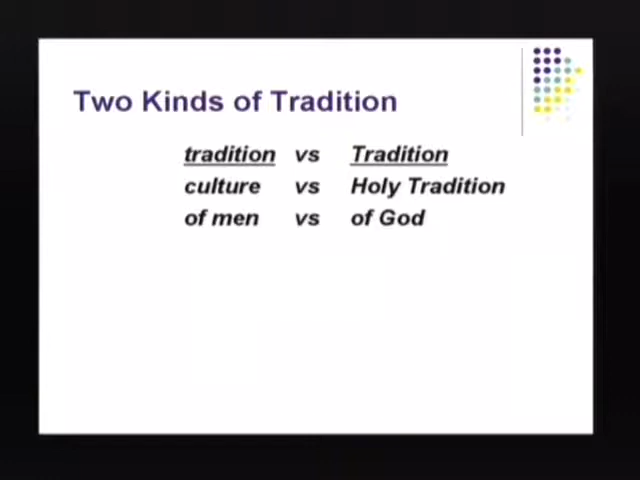 Two Kinds of Tradition
tradition vs Tradition
culture vs Holy Tradition
of men vs of God